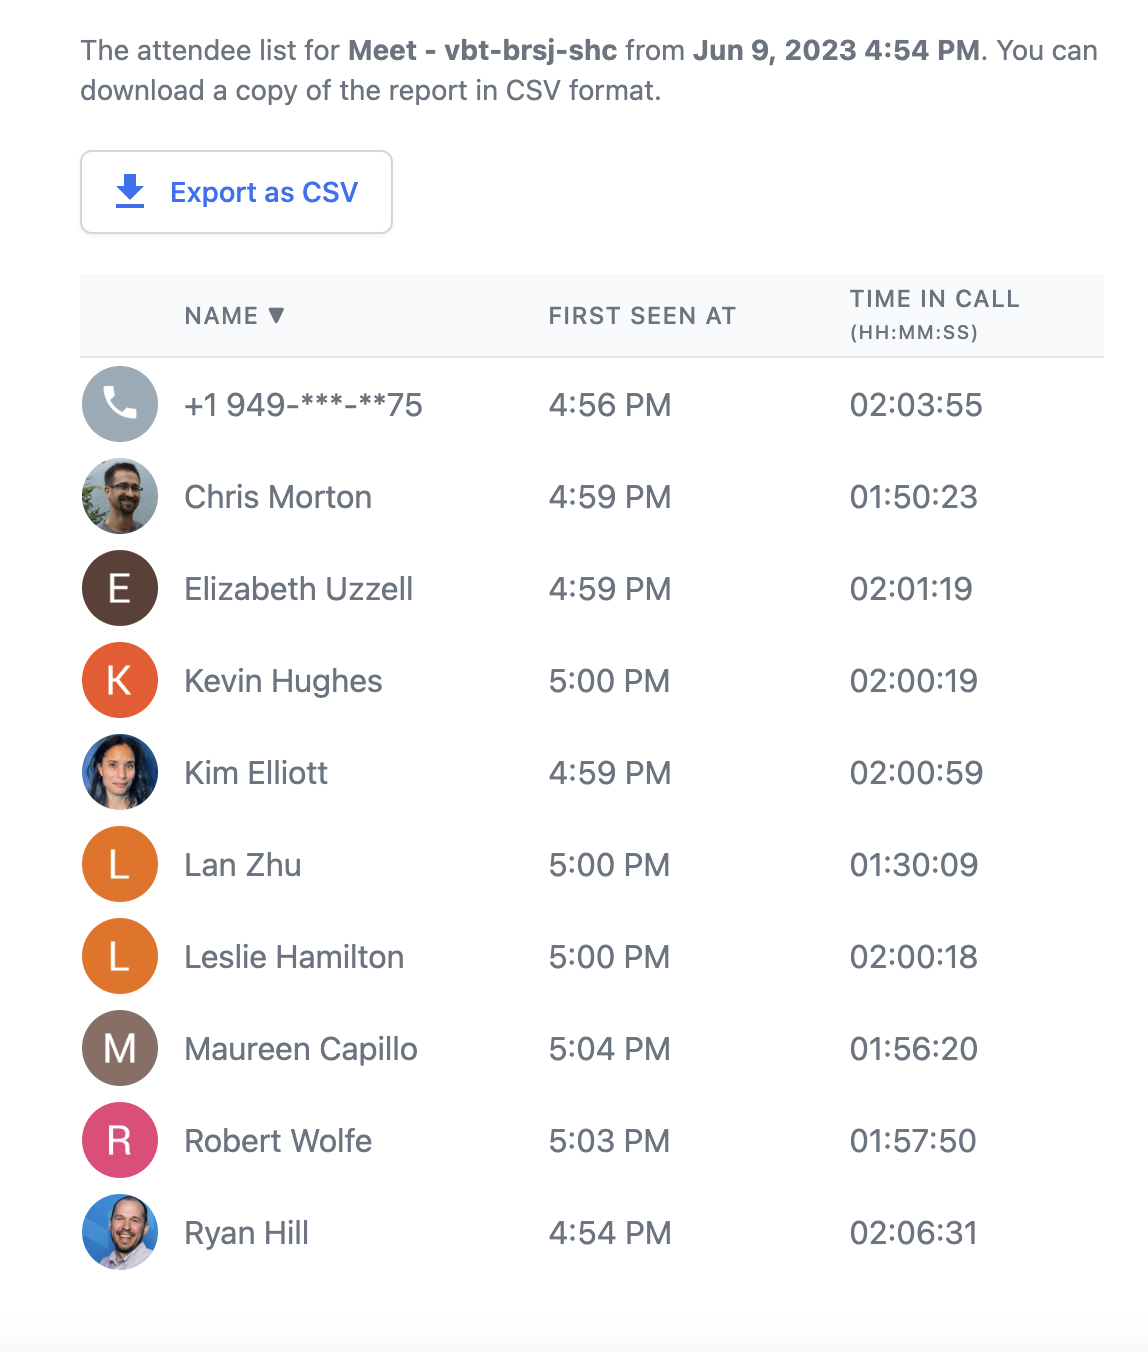 The attendee list for Meet - vbt-brsj-shc from Jun 9, 2023 4:54 PM. You can
download a copy of the report in CSV format.
Export as CSV
NAME ▼ FIRST SEEN AT TIME IN CALL (HH:MM:SS)
+1 949-***-**75 4:56 PM 02:03:55
Chris Morton 4:59 PM 01:50:23
E Elizabeth Uzzell 4:59 PM 02:01:19
K Kevin Hughes 5:00 PM 02:00:19
Kim Elliott 4:59 PM 02:00:59
L Lan Zhu 5:00 PM 01:30:09
L Leslie Hamilton 5:00 PM 02:00:18
M Maureen Capillo 5:04 PM 01:56:20
R Robert Wolfe 5:03 PM 01:57:50
Ryan Hill 4:54 PM 02:06:31